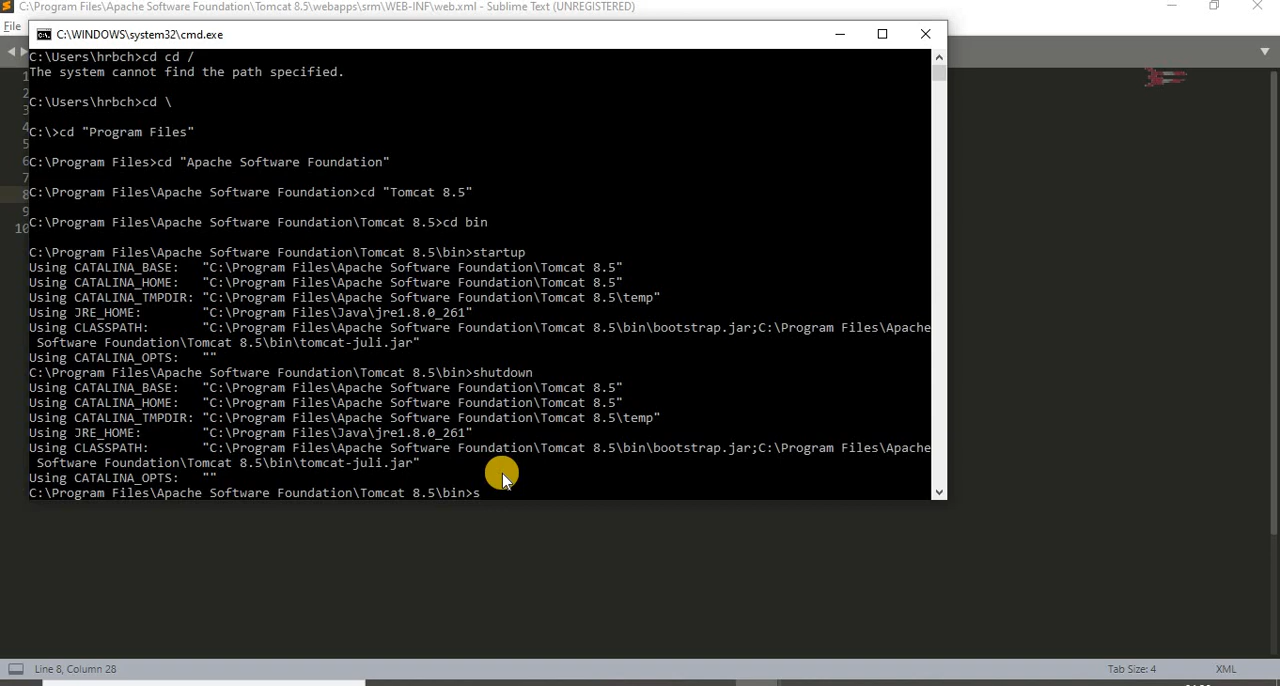 C:\Program Files\Apache Software Foundation\Tomcat 8.5\webapps\srm\WEB-INF\web.xml - Sublime Text (UNREGISTERED)
File
C:\WINDOWS\system32\cmd.exe
C:\Users\hrbch>cd cd /
The system cannot find the path specified.
C:\Users\hrbch>cd \
C:\>cd "Program Files"
C:\Program Files>cd "Apache Software Foundation"
C:\Program Files\Apache Software Foundation>cd "Tomcat 8.5"
C:\Program Files\Apache Software Foundation\Tomcat 8.5>cd bin
C:\Program Files\Apache Software Foundation\Tomcat 8.5\bin>startup
Using CATALINA_BASE:   "C:\Program Files\Apache Software Foundation\Tomcat 8.5"
Using CATALINA_HOME:   "C:\Program Files\Apache Software Foundation\Tomcat 8.5"
Using CATALINA_TMPDIR: "C:\Program Files\Apache Software Foundation\Tomcat 8.5\temp"
Using JRE_HOME:        "C:\Program Files\Java\jre1.8.0_261"
Using CLASSPATH:       "C:\Program Files\Apache Software Foundation\Tomcat 8.5\bin\bootstrap.jar;C:\Program Files\Apache
Software Foundation\Tomcat 8.5\bin\tomcat-juli.jar"
Using CATALINA_OPTS:   ""
C:\Program Files\Apache Software Foundation\Tomcat 8.5\bin>shutdown
Using CATALINA_BASE:   "C:\Program Files\Apache Software Foundation\Tomcat 8.5"
Using CATALINA_HOME:   "C:\Program Files\Apache Software Foundation\Tomcat 8.5"
Using CATALINA_TMPDIR: "C:\Program Files\Apache Software Foundation\Tomcat 8.5\temp"
Using JRE_HOME:        "C:\Program Files\Java\jre1.8.0_261"
Using CLASSPATH:       "C:\Program Files\Apache Software Foundation\Tomcat 8.5\bin\bootstrap.jar;C:\Program Files\Apache
Software Foundation\Tomcat 8.5\bin\tomcat-juli.jar"
Using CATALINA_OPTS:   ""
C:\Program Files\Apache Software Foundation\Tomcat 8.5\bin>s
1
2
3
4
5
6
7
8
9
10
Line 8, Column 28
Tab Size: 4
XML